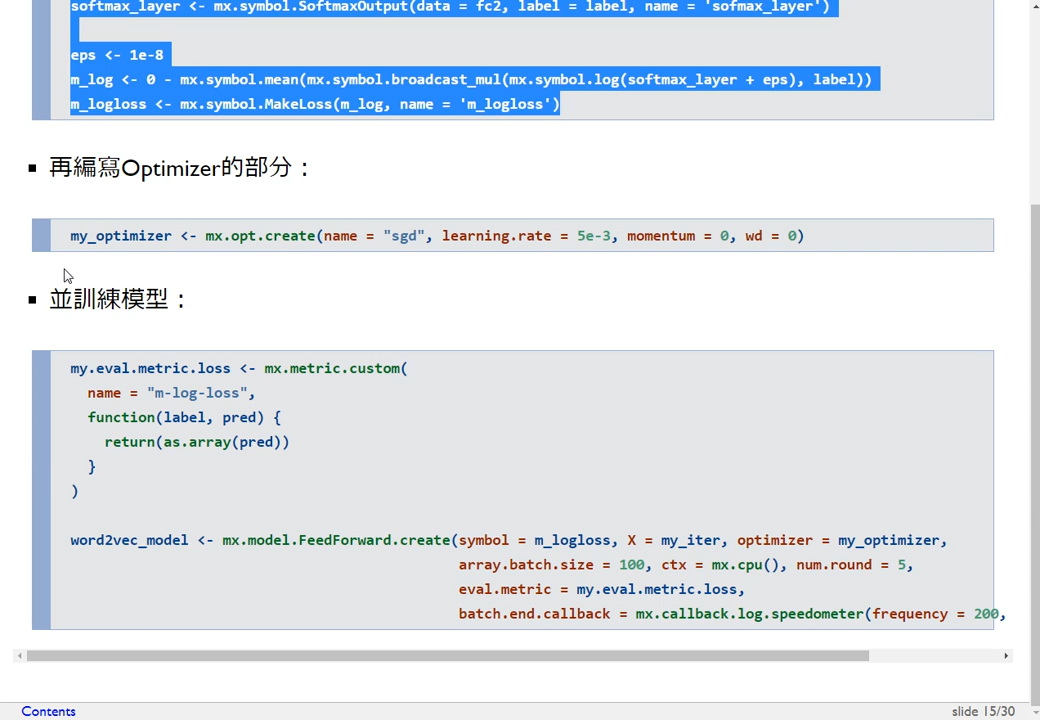 softmax_layer <- mx.symbol.SoftmaxOutput(data = fc2, label = label, name = 'sofmax_layer')
eps <- 1e-8
m_log <- 0 - mx.symbol.mean(mx.symbol.broadcast_mul(mx.symbol.log(softmax_layer + eps), label))
m_logloss <- mx.symbol.MakeLoss(m_log, name = 'm_logloss')
▪ 再編寫Optimizer的部分：
my_optimizer <- mx.opt.create(name = "sgd", learning.rate = 5e-3, momentum = 0, wd = 0)
▪ 並訓練模型：
my.eval.metric.loss <- mx.metric.custom(
name = "m-log-loss",
function(label, pred) {
return(as.array(pred))
}
)
word2vec_model <- mx.model.FeedForward.create(symbol = m_logloss, X = my_iter, optimizer = my_optimizer,
array.batch.size = 100, ctx = mx.cpu(), num.round = 5,
eval.metric = my.eval.metric.loss,
batch.end.callback = mx.callback.log.speedometer(frequency = 200,
Contents
slide 15/30